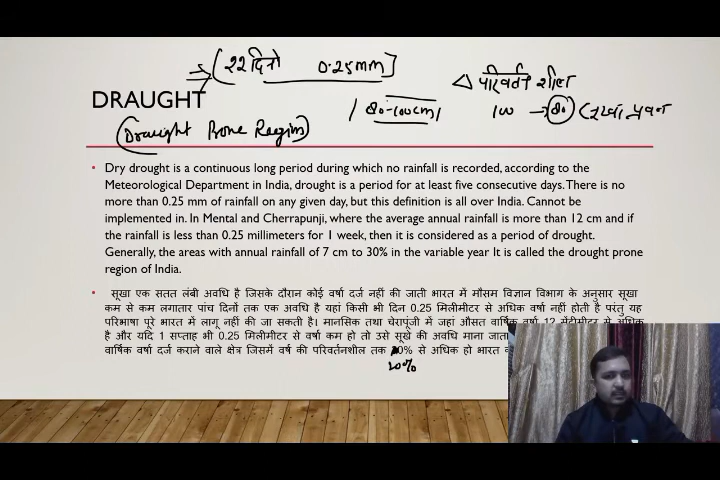 [ 22 दिनो 0.25mm ]
△ परिवर्तन शील
DRAUGHT
| 80-100cm |
100 → 80 ( सूखा प्रवन
(Draught Prone Region)
• Dry drought is a continuous long period during which no rainfall is recorded, according to the
Meteorological Department in India, drought is a period for at least five consecutive days. There is no
more than 0.25 mm of rainfall on any given day, but this definition is all over India. Cannot be
implemented in. In Mental and Cherrapunji, where the average annual rainfall is more than 12 cm and if
the rainfall is less than 0.25 millimeters for 1 week, then it is considered as a period of drought.
Generally, the areas with annual rainfall of 7 cm to 30% in the variable year It is called the drought prone
region of India.
• सूखा एक सतत लंबी अवधि है जिसके दौरान कोई वर्षा दर्ज नहीं की जाती भारत में मौसम विज्ञान विभाग के अनुसार सूखा
कम से कम लगातार पांच दिनों तक एक अवधि है यहां किसी भी दिन 0.25 मिलीमीटर से अधिक वर्षा नहीं होती है परंतु यह
परिभाषा पूरे भारत में लागू नहीं की जा सकती है। मानसिक तथा चेरापूंजी में जहां औसत वार्षिक वर्षा 12 सेंटीमीटर से अधिक
है और यदि 1 सप्ताह भी 0.25 मिलीमीटर से वर्षा कम हो तो उसे सूखे की अवधि माना जाता
वार्षिक वर्षा दर्ज कराने वाले क्षेत्र जिसमें वर्ष की परिवर्तनशील तक 0% से अधिक हो भारत
20%